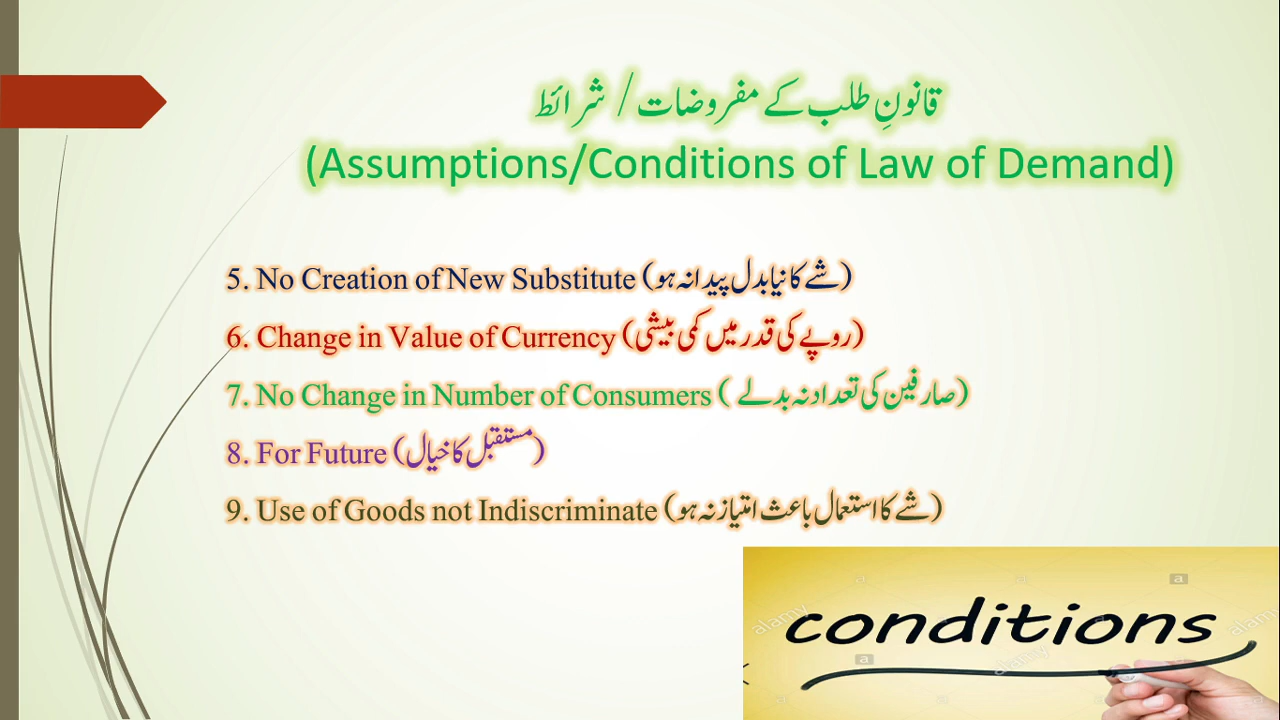 قانونِ طلب کے مفروضات / شرائط
(Assumptions/Conditions of Law of Demand)
5. No Creation of New Substitute (شے کا نیا بدل پیدا نہ ہو)
6. Change in Value of Currency (روپے کی قدر میں کمی بیشی)
7. No Change in Number of Consumers ( صارفین کی تعداد نہ بدلے)
8. For Future (مستقبل کا خیال)
9. Use of Goods not Indiscriminate (شے کا استعمال باعث امتیاز نہ ہو)
a a a
alamy alamy
conditions
a alamy